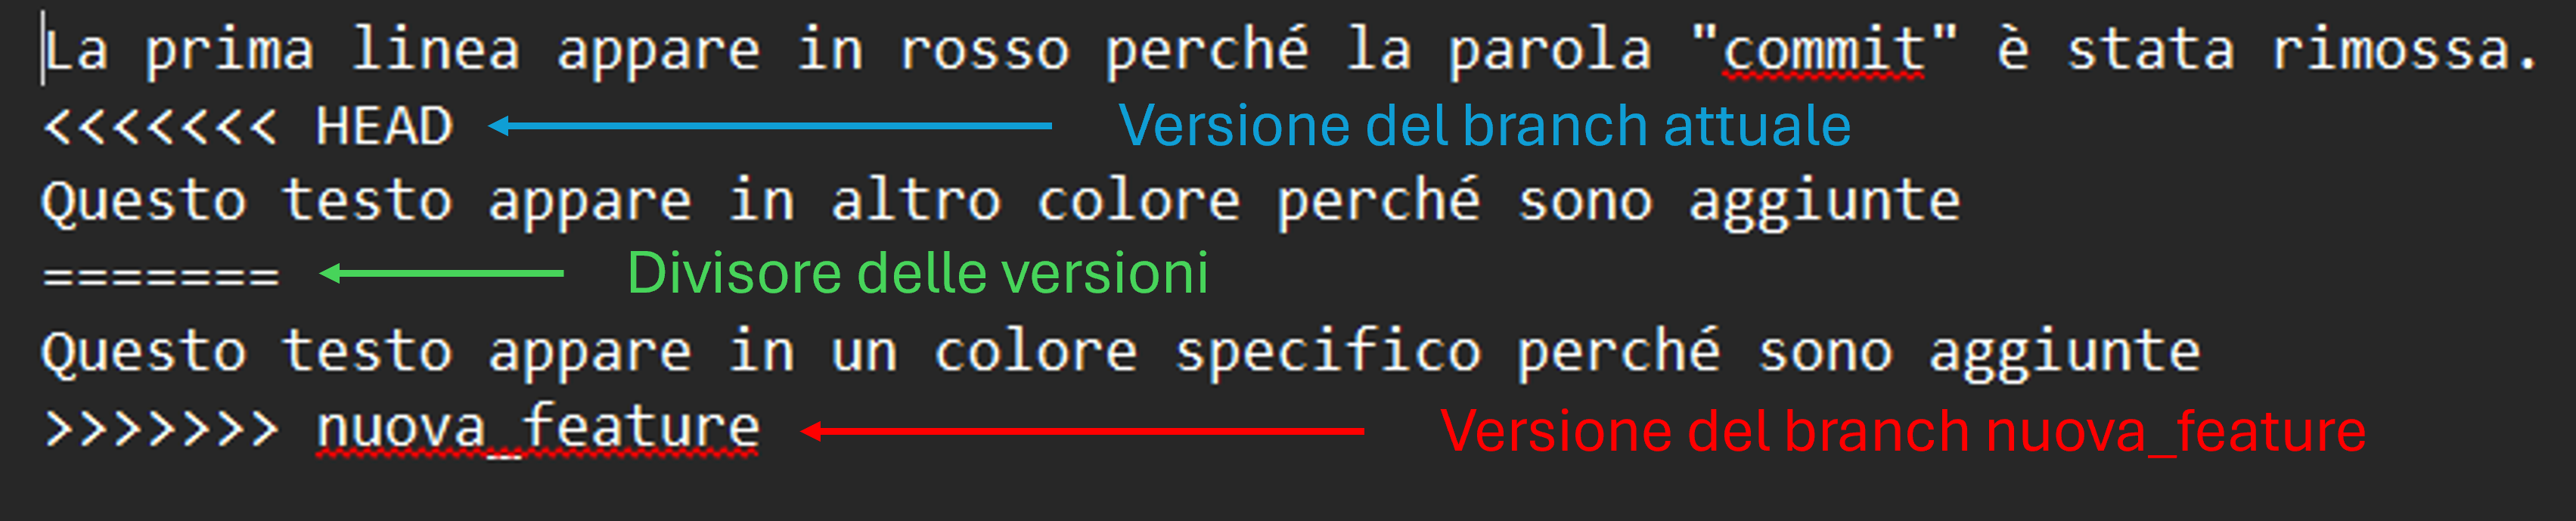 La prima linea appare in rosso perché la parola "commit" è stata rimossa.
<<<<<<< HEAD Versione del branch attuale
Questo testo appare in altro colore perché sono aggiunte
======= Divisore delle versioni
Questo testo appare in un colore specifico perché sono aggiunte
>>>>>>> nuova_feature Versione del branch nuova_feature